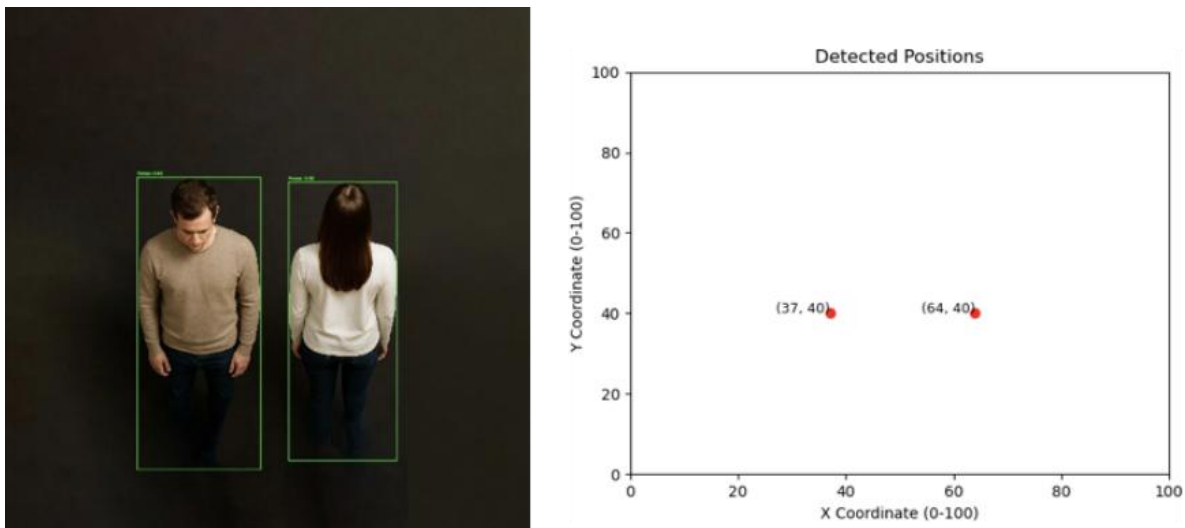 Detected Positions
100
80
60
40
20
0
Y Coordinate (0-100)
(37, 40)
(64, 40)
0 20 40 60 80 100
X Coordinate (0-100)